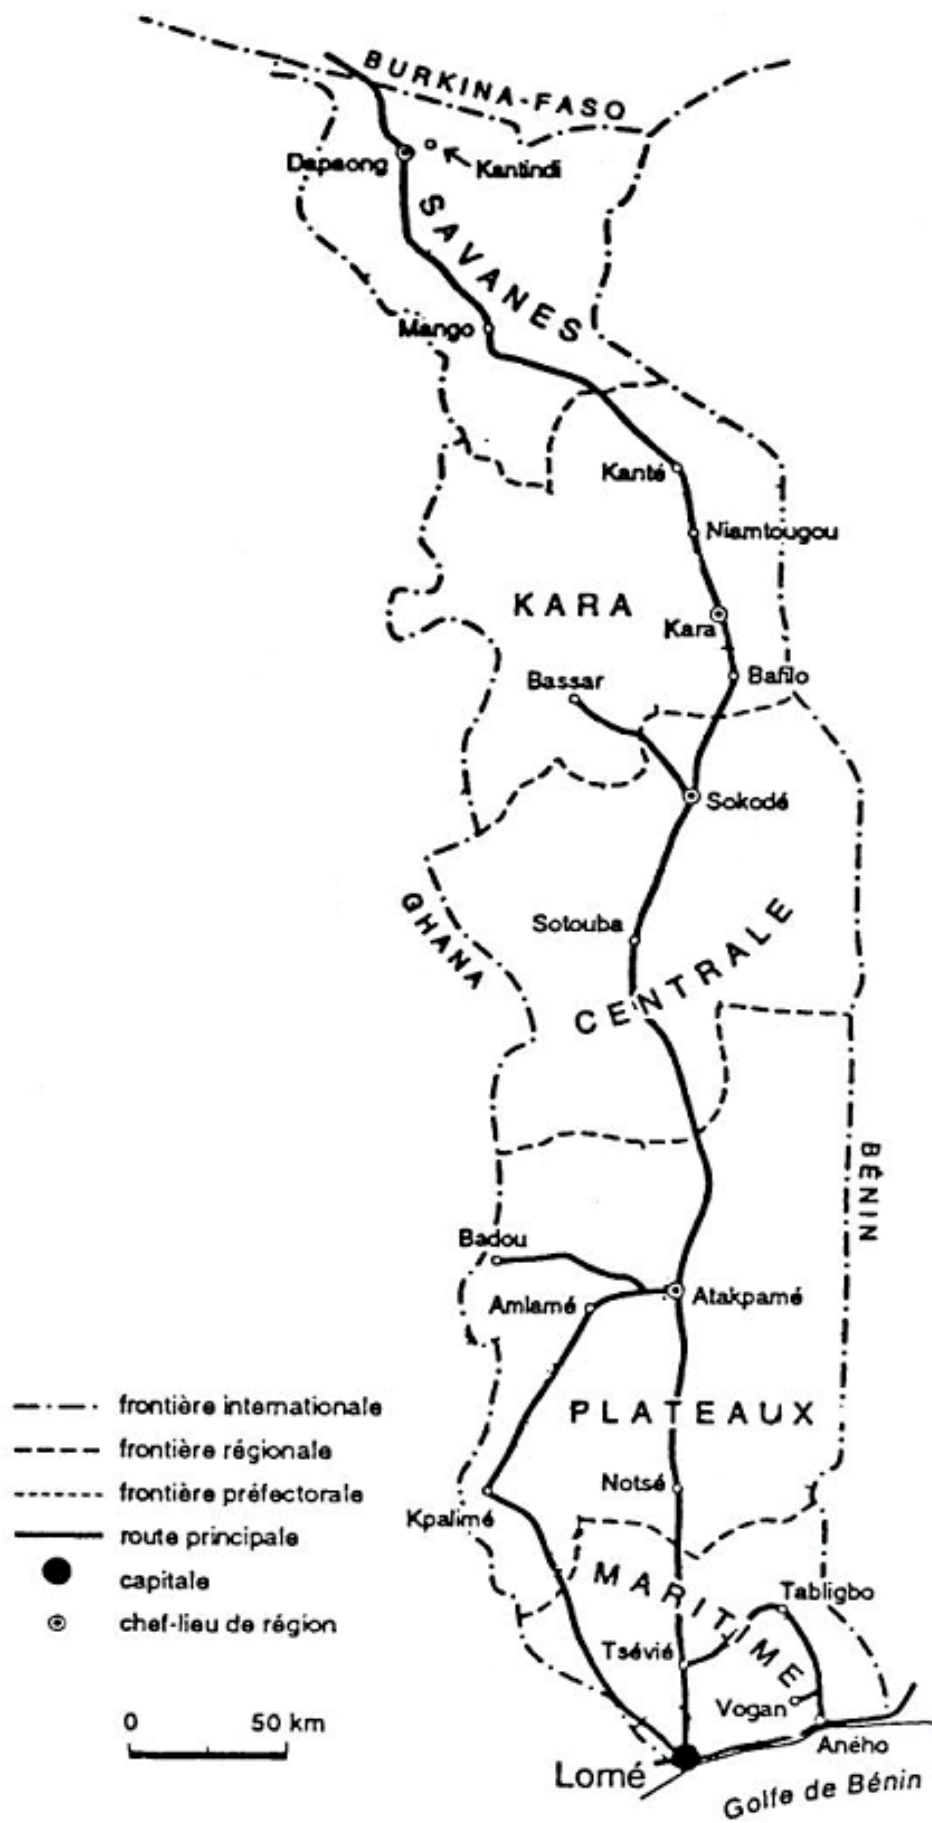 BURKINA-FASO
Dapaong
Kantindi
SAVANES
Mango
Kanté
Niamtougou
KARA
Kara
Bafilo
Bassar
Sokodé
GHANA
Sotouba
CENTRALE
BÉNIN
Badou
Amlamé
Atakpamé
PLATEAUX
frontière internationale
frontière régionale
frontière préfectorale
route principale
capitale
chef-lieu de région
Notsé
Kpalimé
MARITIME
Tabligbo
Tsévié
Vogan
Aného
0 50 km
Lomé
Golfe de Bénin